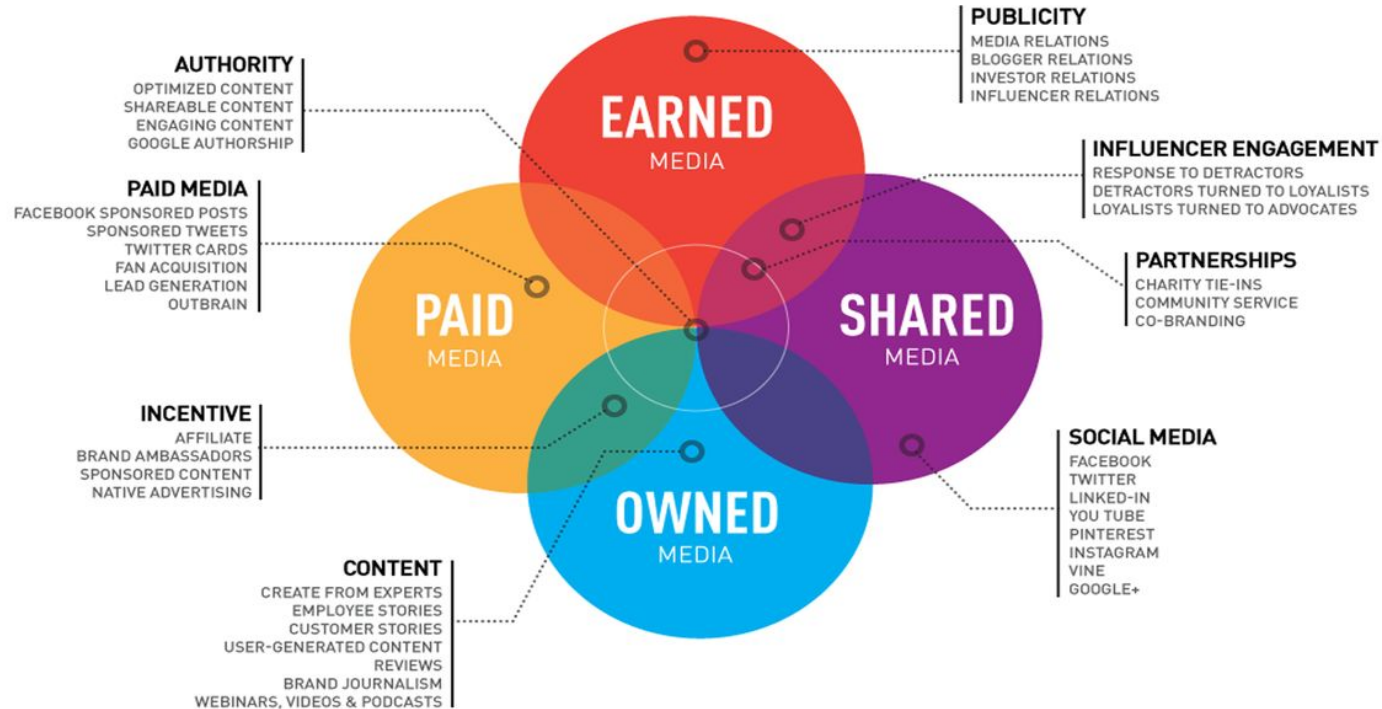 AUTHORITY
OPTIMIZED CONTENT
SHAREABLE CONTENT
ENGAGING CONTENT
GOOGLE AUTHORSHIP
PAID MEDIA
FACEBOOK SPONSORED POSTS
SPONSORED TWEETS
TWITTER CARDS
FAN ACQUISITION
LEAD GENERATION
OUTBRAIN
INCENTIVE
AFFILIATE
BRAND AMBASSADORS
SPONSORED CONTENT
NATIVE ADVERTISING
CONTENT
CREATE FROM EXPERTS
EMPLOYEE STORIES
CUSTOMER STORIES
USER-GENERATED CONTENT
REVIEWS
BRAND JOURNALISM
WEBINARS, VIDEOS & PODCASTS
EARNED
MEDIA
PAID
MEDIA
SHARED
MEDIA
OWNED
MEDIA
PUBLICITY
MEDIA RELATIONS
BLOGGER RELATIONS
INVESTOR RELATIONS
INFLUENCER RELATIONS
INFLUENCER ENGAGEMENT
RESPONSE TO DETRACTORS
DETRACTORS TURNED TO LOYALISTS
LOYALISTS TURNED TO ADVOCATES
PARTNERSHIPS
CHARITY TIE-INS
COMMUNITY SERVICE
CO-BRANDING
SOCIAL MEDIA
FACEBOOK
TWITTER
LINKED-IN
YOU TUBE
PINTEREST
INSTAGRAM
VINE
GOOGLE+